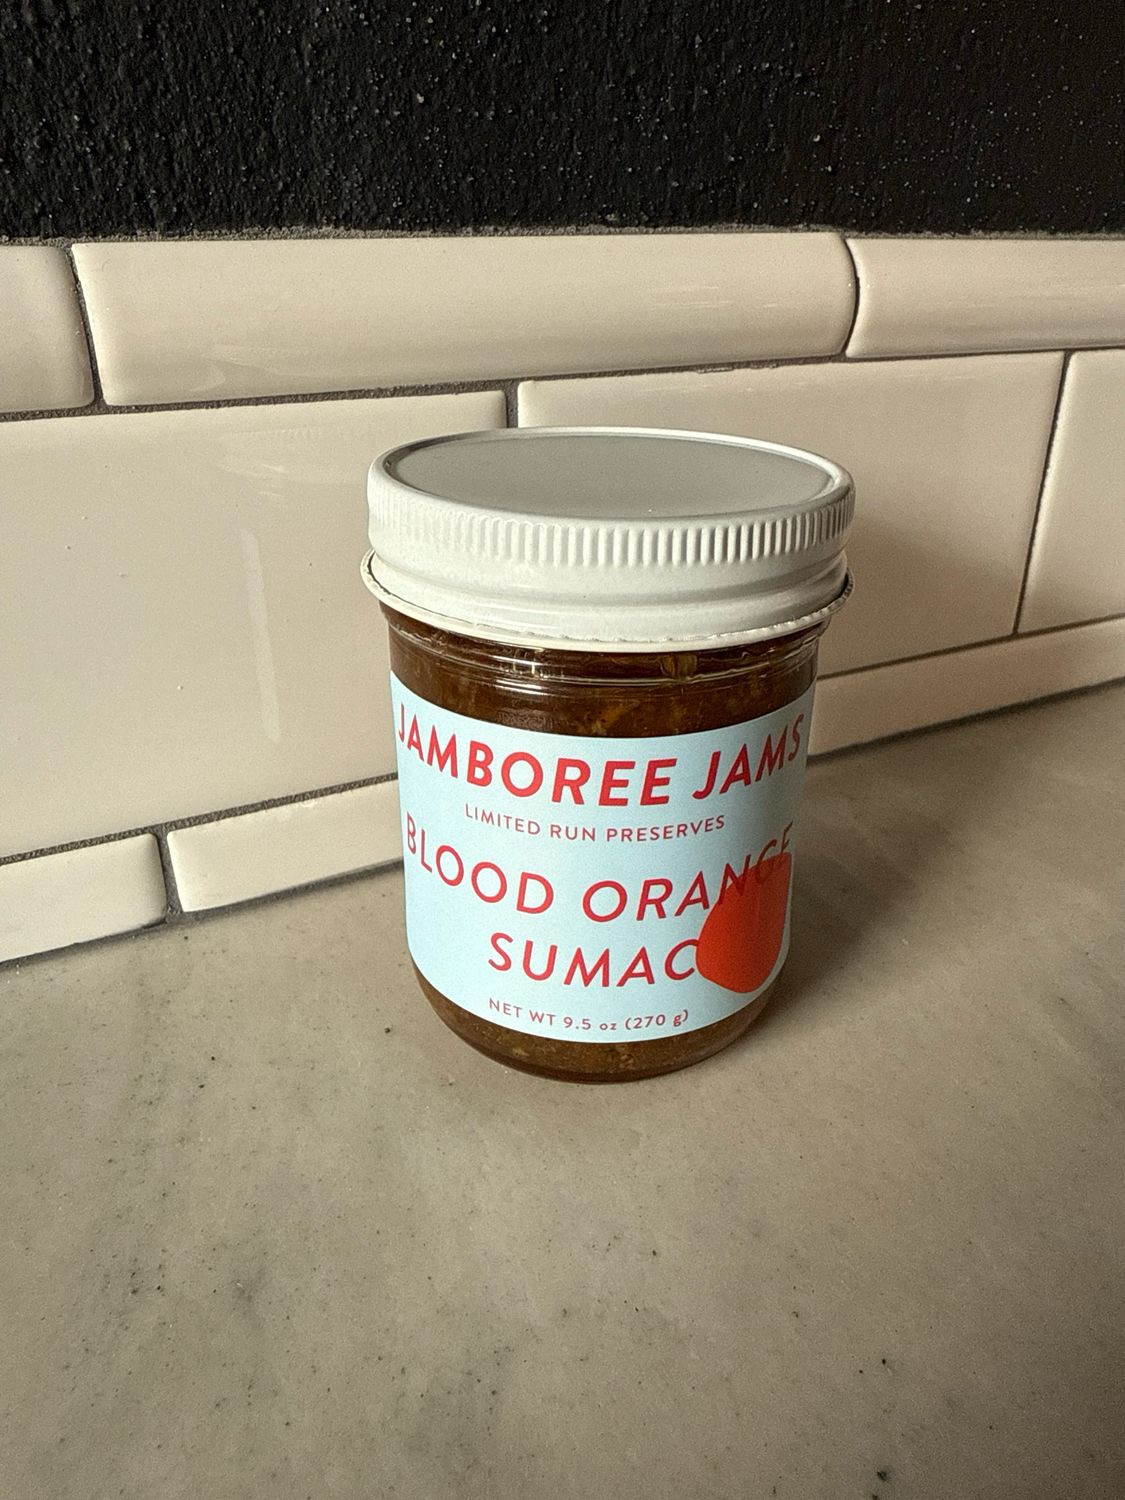 JAMBOREE JAMS
LIMITED RUN PRESERVES
BLOOD ORANGE
SUMAC
NET WT 9.5 oz (270 g)